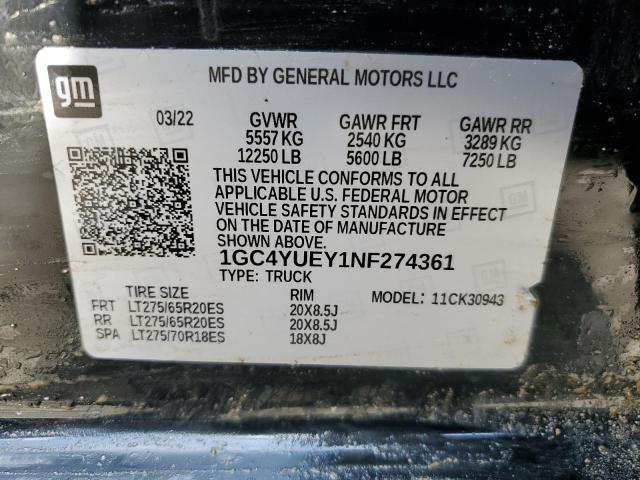 gm
MFD BY GENERAL MOTORS LLC
03/22 GVWR GAWR FRT GAWR RR
5557 KG 2540 KG 3289 KG
12250 LB 5600 LB 7250 LB
THIS VEHICLE CONFORMS TO ALL
APPLICABLE U.S. FEDERAL MOTOR
VEHICLE SAFETY STANDARDS IN EFFECT
ON THE DATE OF MANUFACTURE
SHOWN ABOVE.
1GC4YUEY1NF274361
TYPE: TRUCK
TIRE SIZE RIM MODEL: 11CK30943
FRT LT275/65R20ES 20X8.5J
RR LT275/65R20ES 20X8.5J
SPA LT275/70R18ES 18X8J